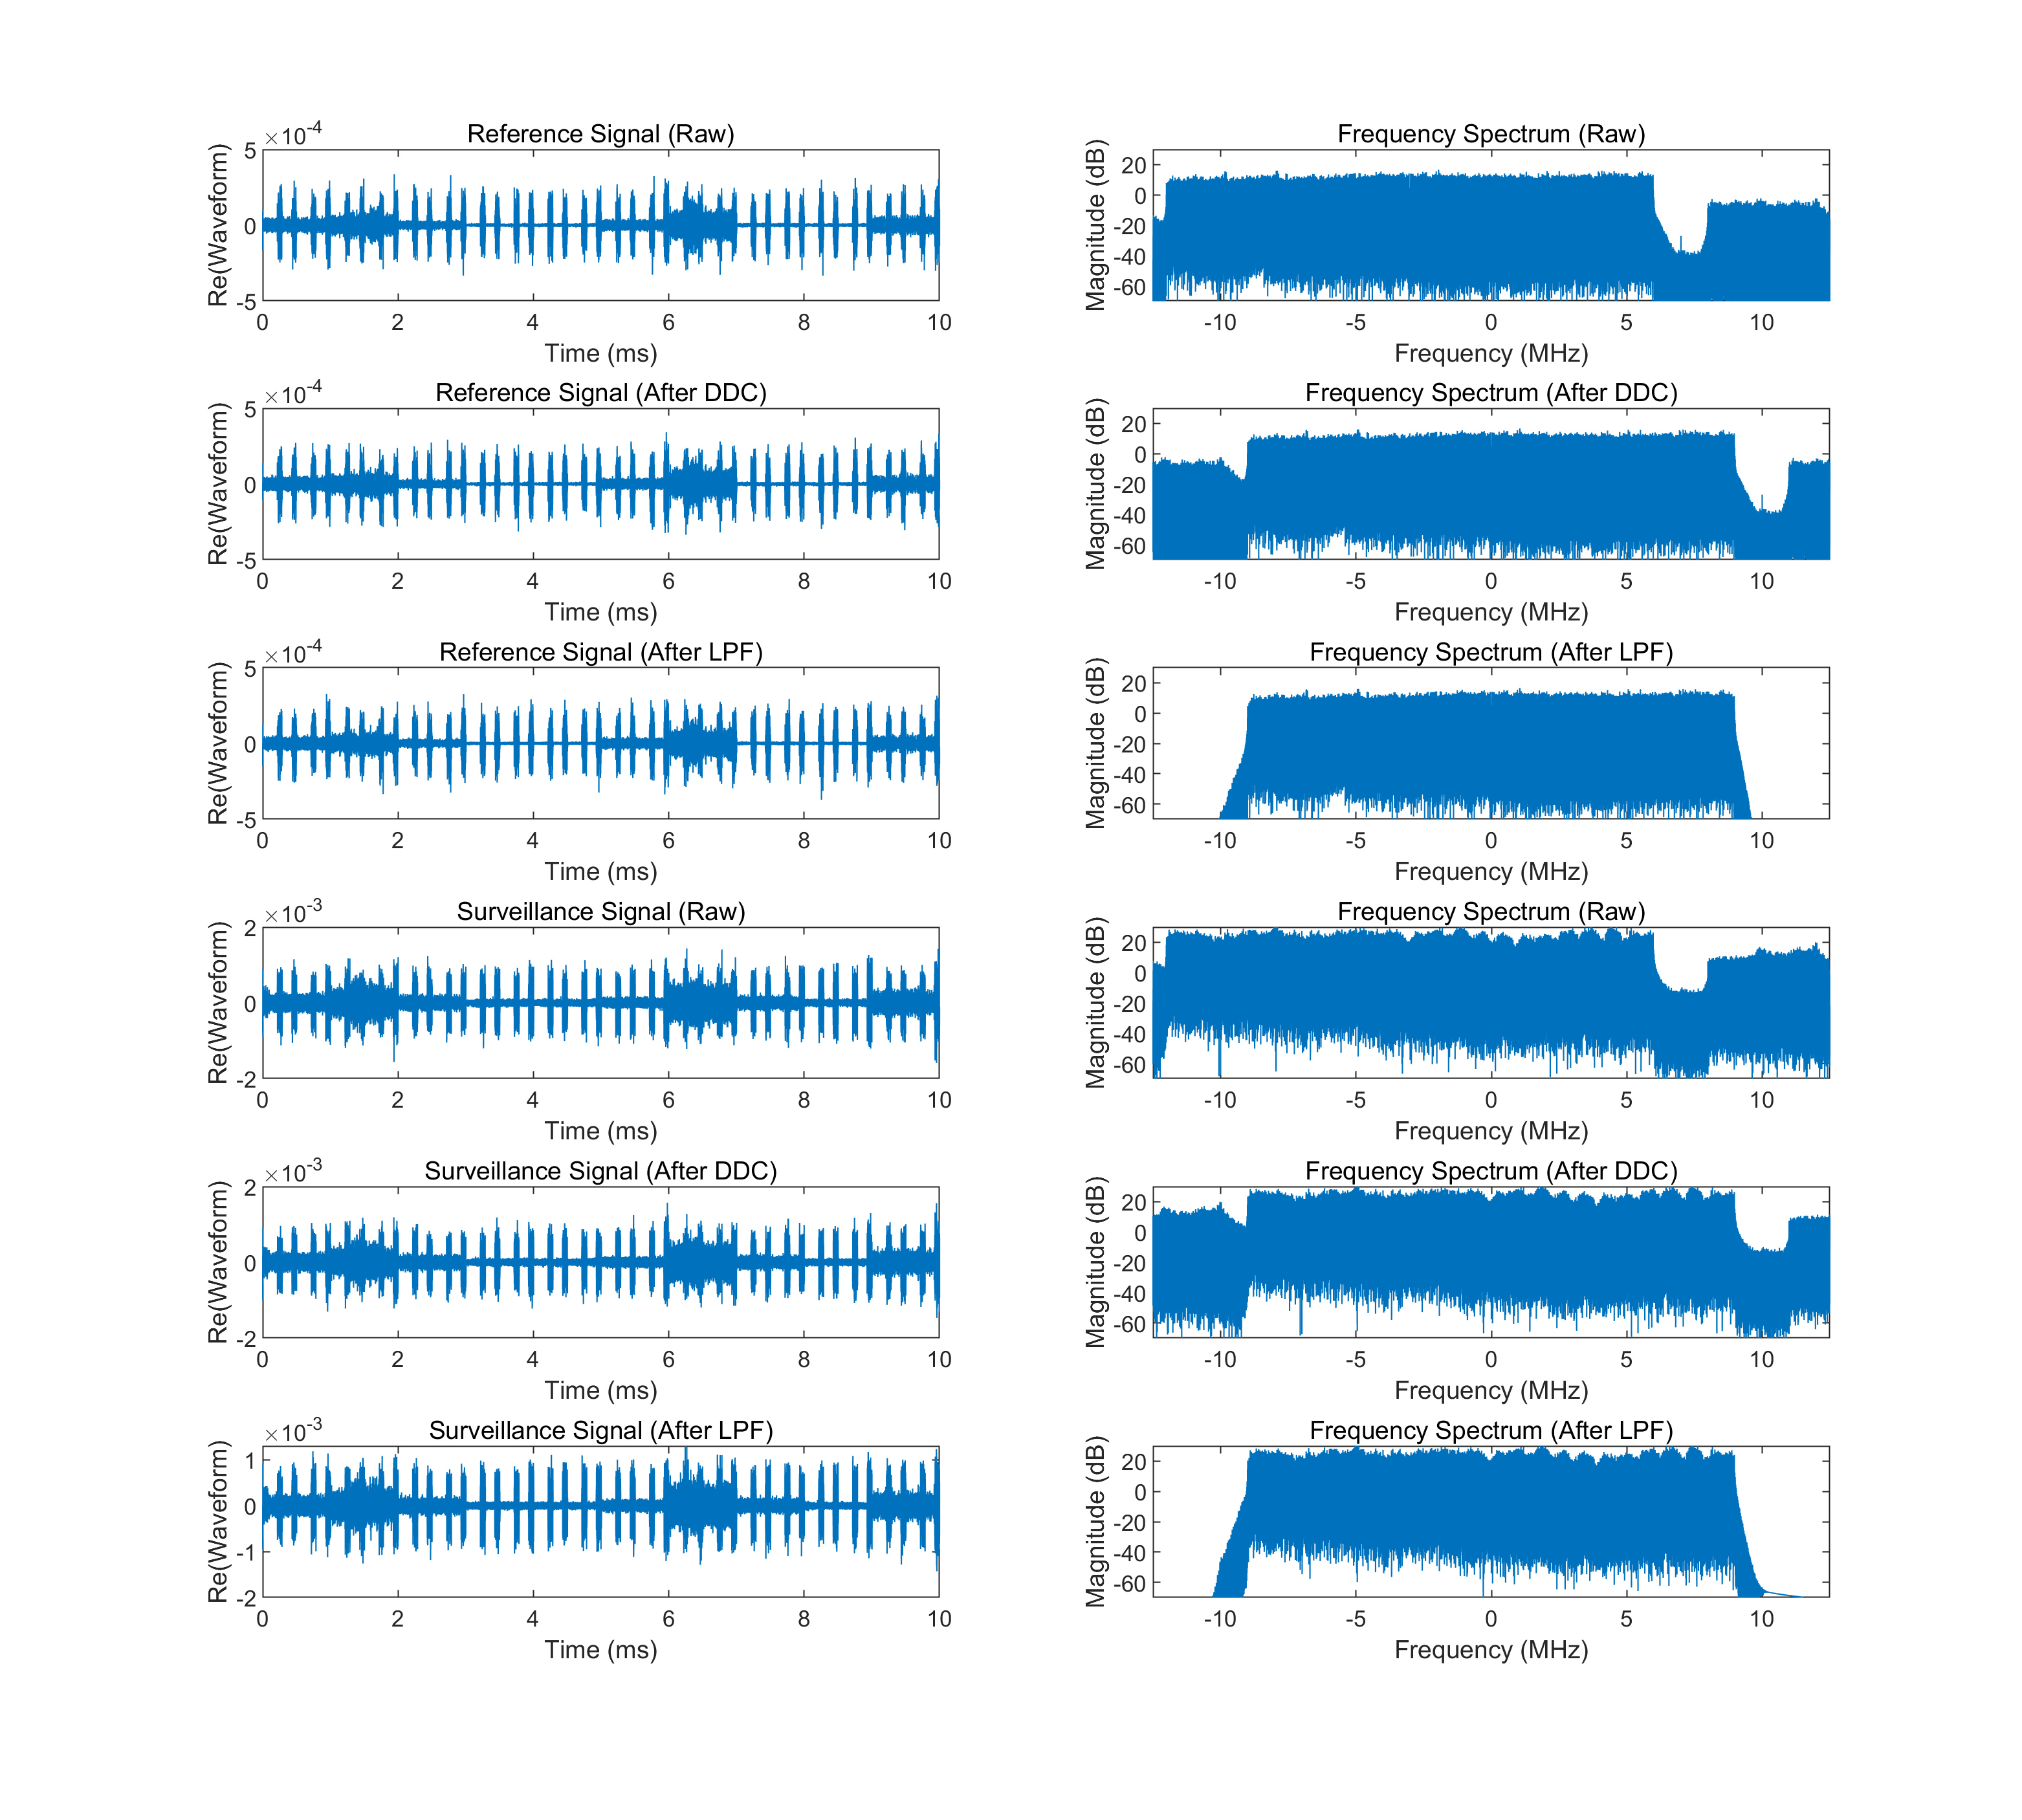 Reference Signal (Raw)
×10-4
Re(Waveform)
5
0
-5
0 2 4 6 8 10
Time (ms)
Frequency Spectrum (Raw)
Magnitude (dB)
20
0
-20
-40
-60
-10 -5 0 5 10
Frequency (MHz)
Reference Signal (After DDC)
×10-4
Re(Waveform)
5
0
-5
0 2 4 6 8 10
Time (ms)
Frequency Spectrum (After DDC)
Magnitude (dB)
20
0
-20
-40
-60
-10 -5 0 5 10
Frequency (MHz)
Reference Signal (After LPF)
×10-4
Re(Waveform)
5
0
-5
0 2 4 6 8 10
Time (ms)
Frequency Spectrum (After LPF)
Magnitude (dB)
20
0
-20
-40
-60
-10 -5 0 5 10
Frequency (MHz)
Surveillance Signal (Raw)
×10-3
Re(Waveform)
2
0
-2
0 2 4 6 8 10
Time (ms)
Frequency Spectrum (Raw)
Magnitude (dB)
20
0
-20
-40
-60
-10 -5 0 5 10
Frequency (MHz)
Surveillance Signal (After DDC)
×10-3
Re(Waveform)
2
0
-2
0 2 4 6 8 10
Time (ms)
Frequency Spectrum (After DDC)
Magnitude (dB)
20
0
-20
-40
-60
-10 -5 0 5 10
Frequency (MHz)
Surveillance Signal (After LPF)
×10-3
Re(Waveform)
1
0
-1
-2
0 2 4 6 8 10
Time (ms)
Frequency Spectrum (After LPF)
Magnitude (dB)
20
0
-20
-40
-60
-10 -5 0 5 10
Frequency (MHz)